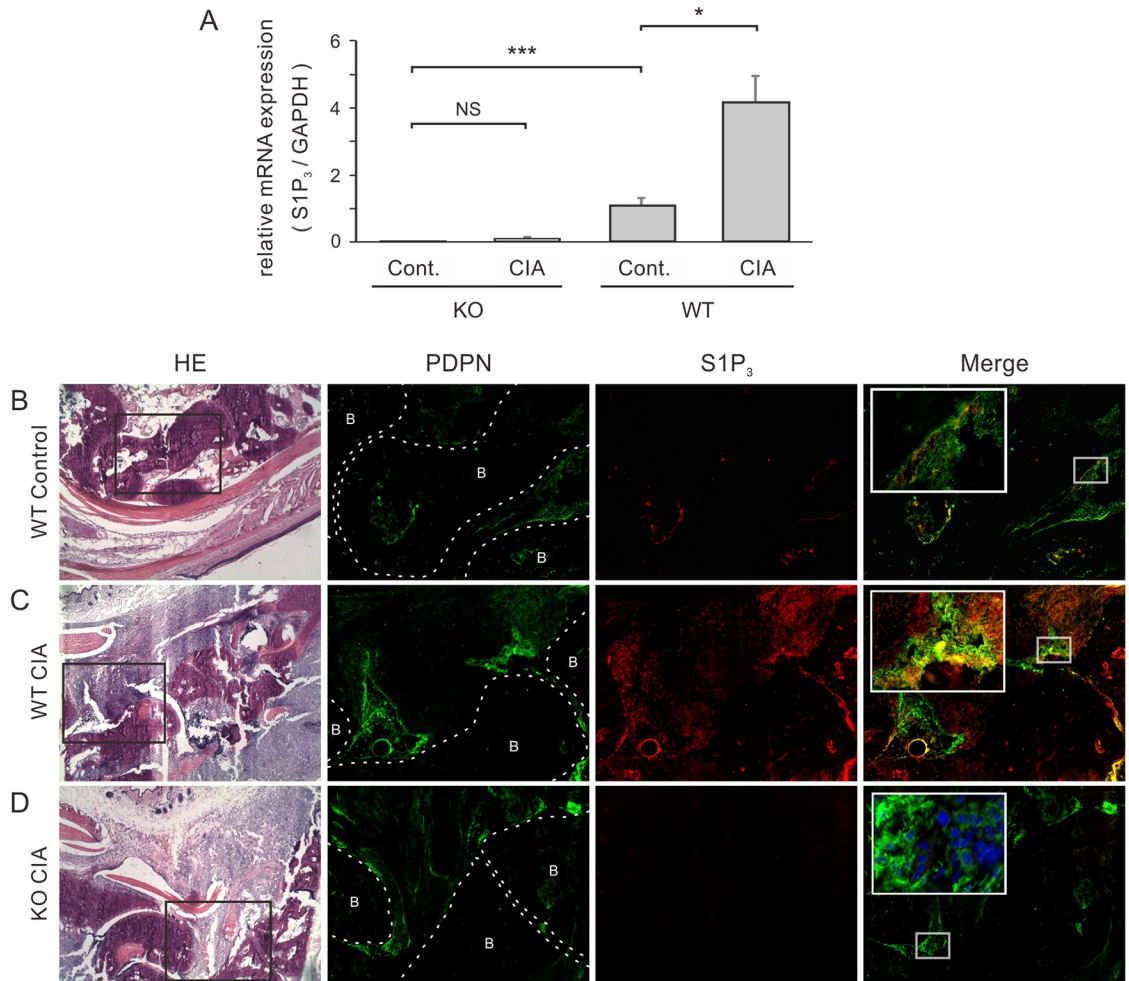 A
relative mRNA expression
( S1P3 / GAPDH )
6
4
2
0
*
***
NS
Cont.
CIA
Cont.
CIA
KO
WT
HE
PDPN
S1P3
Merge
B
WT Control
B
B
B
C
WT CIA
B
B
B
D
KO CIA
B
B
B